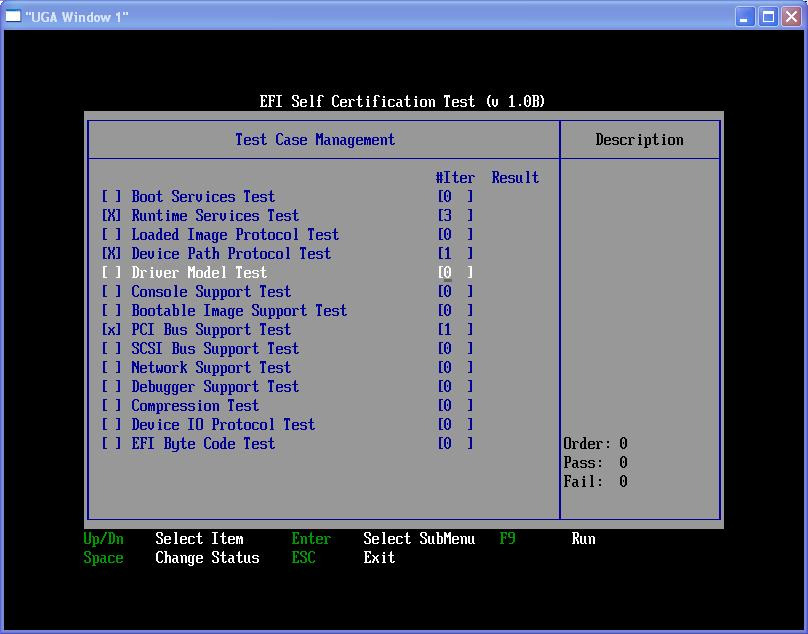 "UGA Window 1"
EFI Self Certification Test (v 1.0B)
Test Case Management Description
#Iter Result
[ ] Boot Services Test [0 ]
[X] Runtime Services Test [3 ]
[ ] Loaded Image Protocol Test [0 ]
[X] Device Path Protocol Test [1 ]
[ ] Driver Model Test [0 ]
[ ] Console Support Test [0 ]
[ ] Bootable Image Support Test [0 ]
[x] PCI Bus Support Test [1 ]
[ ] SCSI Bus Support Test [0 ]
[ ] Network Support Test [0 ]
[ ] Debugger Support Test [0 ]
[ ] Compression Test [0 ]
[ ] Device IO Protocol Test [0 ]
[ ] EFI Byte Code Test [0 ]
Order: 0
Pass: 0
Fail: 0
Up/Dn Select Item Enter Select SubMenu F9 Run
Space Change Status ESC Exit